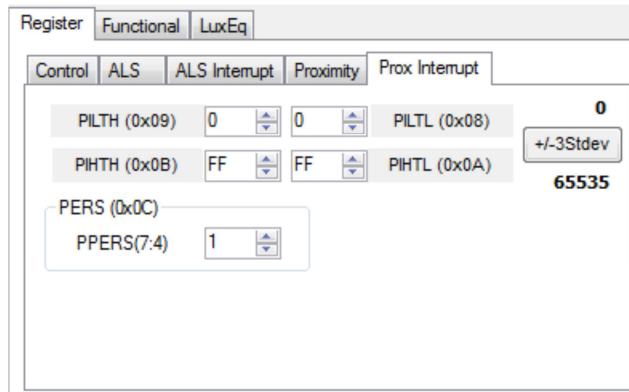 Register Functional LuxEq
Control ALS ALS Interrupt Proximity Prox Interrupt
PILTH (0x09) 0 0 PILTL (0x08) 0
+/-3Stdev
PIHTH (0x0B) FF FF PIHTL (0x0A)
65535
PERS (0x0C)
PPERS(7:4) 1